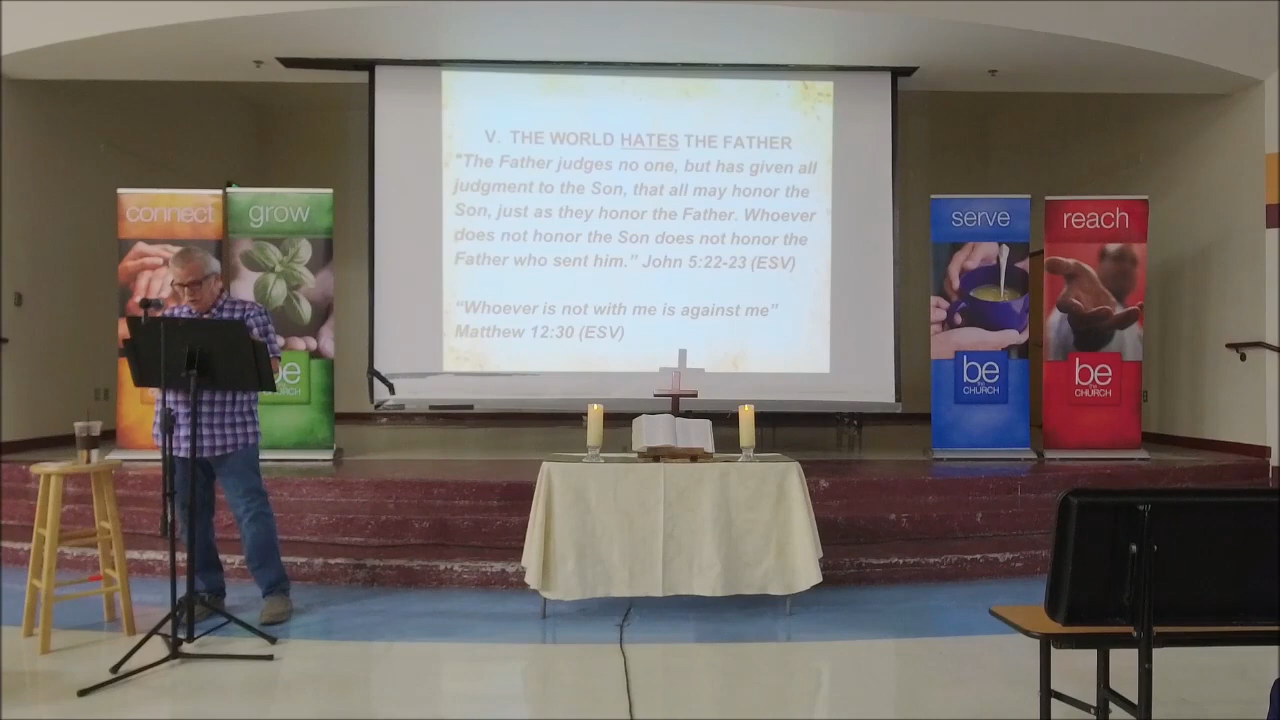 V. THE WORLD HATES THE FATHER
"The Father judges no one, but has given all
judgment to the Son, that all may honor the
Son, just as they honor the Father. Whoever
does not honor the Son does not honor the
Father who sent him." John 5:22-23 (ESV)
"Whoever is not with me is against me"
Matthew 12:30 (ESV)
connect
grow
be
CHURCH
serve
be
the
CHURCH
reach
be
the
CHURCH